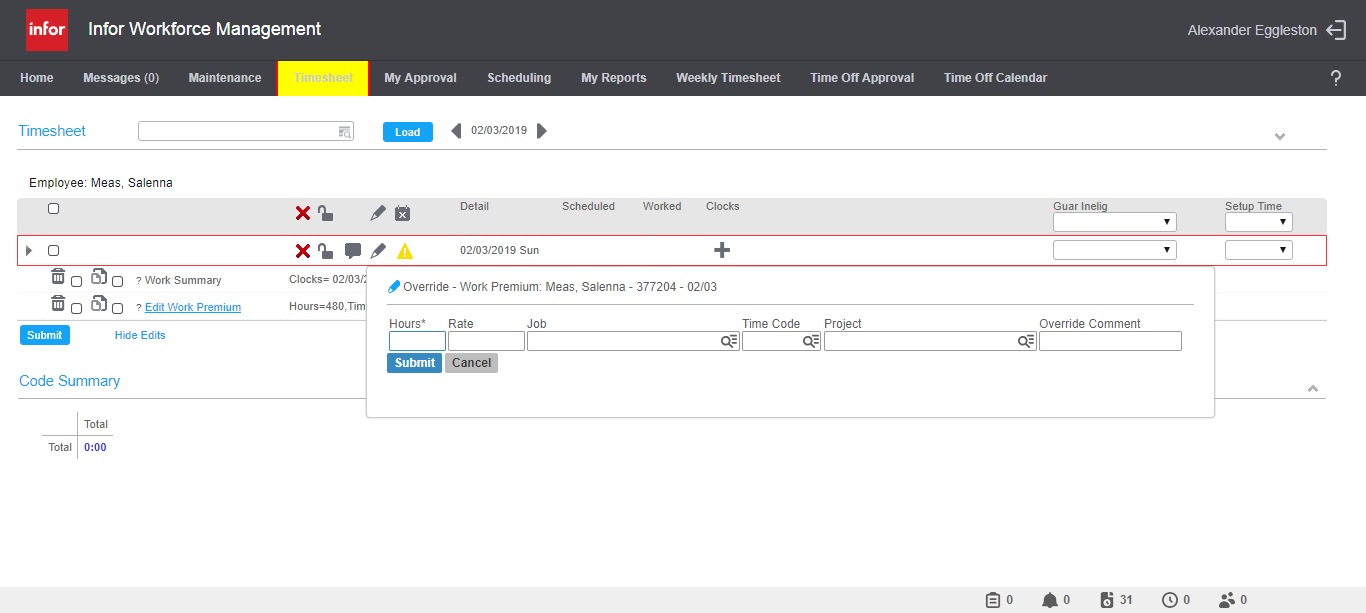 infor Infor Workforce Management Alexander Eggleston
Home Messages (0) Maintenance Timesheet My Approval Scheduling My Reports Weekly Timesheet Time Off Approval Time Off Calendar ?
Timesheet Load 02/03/2019
Employee: Meas, Salenna
Detail Scheduled Worked Clocks Guar Inelig Setup Time
02/03/2019 Sun
? Work Summary Clocks= 02/03/2
? Edit Work Premium Hours=480,Tim
Submit Hide Edits
Override - Work Premium: Meas, Salenna - 377204 - 02/03
Hours* Rate Job Time Code Project Override Comment
Submit Cancel
Code Summary
Total
Total 0:00
0 0 31 0 0